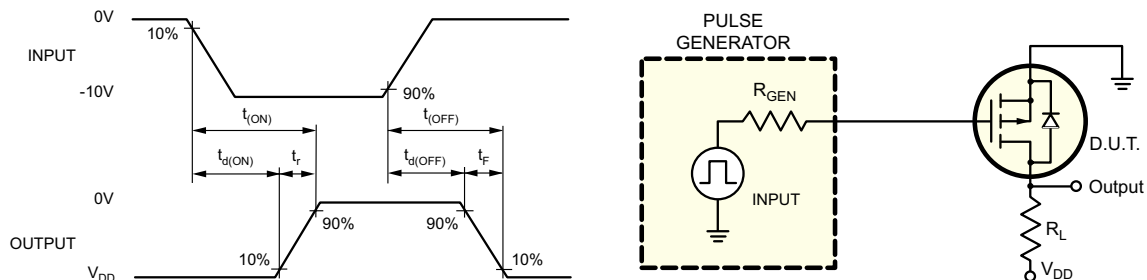 0V
10%
INPUT
-10V
90%
t(ON)
t(OFF)
td(ON)
tr
td(OFF)
tF
0V
90%
90%
OUTPUT
10%
10%
VDD
PULSE
GENERATOR
RGEN
INPUT
D.U.T.
Output
RL
VDD